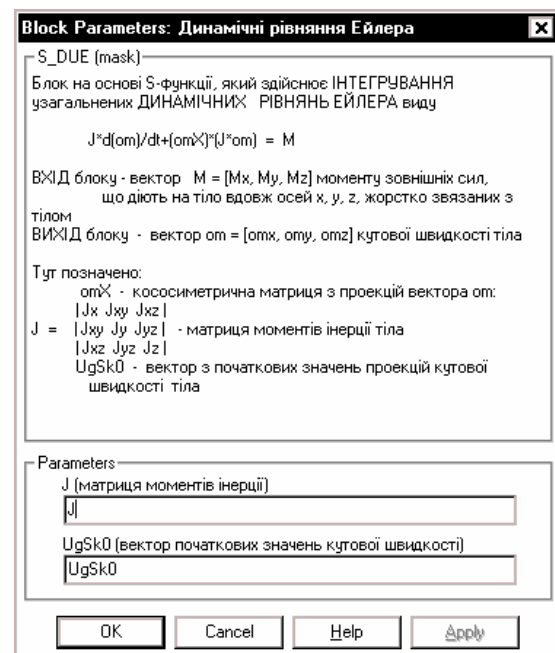 Block Parameters: Динамічні рівняння Ейлера
S_DUE (mask)
Блок на основі S-функції, який здійснює ІНТЕГРУВАННЯ
узагальнених ДИНАМІЧНИХ РІВНЯНЬ ЕЙЛЕРА виду
J*d(om)/dt+(omX)*(J*om) = M
ВХІД блоку - вектор M = [Mx, My, Mz] моменту зовнішніх сил,
що діють на тіло вдовж осей x, y, z, жорстко звязаних з
тілом
ВИХІД блоку - вектор om = [omx, omy, omz] кутової швидкості тіла
Тут позначено:
omX - кососиметрична матриця з проекцій вектора om:
|Jx Jxy Jxz|
J = |Jxy Jy Jyz| - матриця моментів інерції тіла
|Jxz Jyz Jz|
UgSk0 - вектор з початкових значень проекцій кутової
швидкості тіла
Parameters
J (матриця моментів інерції)
J
UgSk0 (вектор початкових значень кутової швидкості)
UgSk0
OK Cancel Help Apply